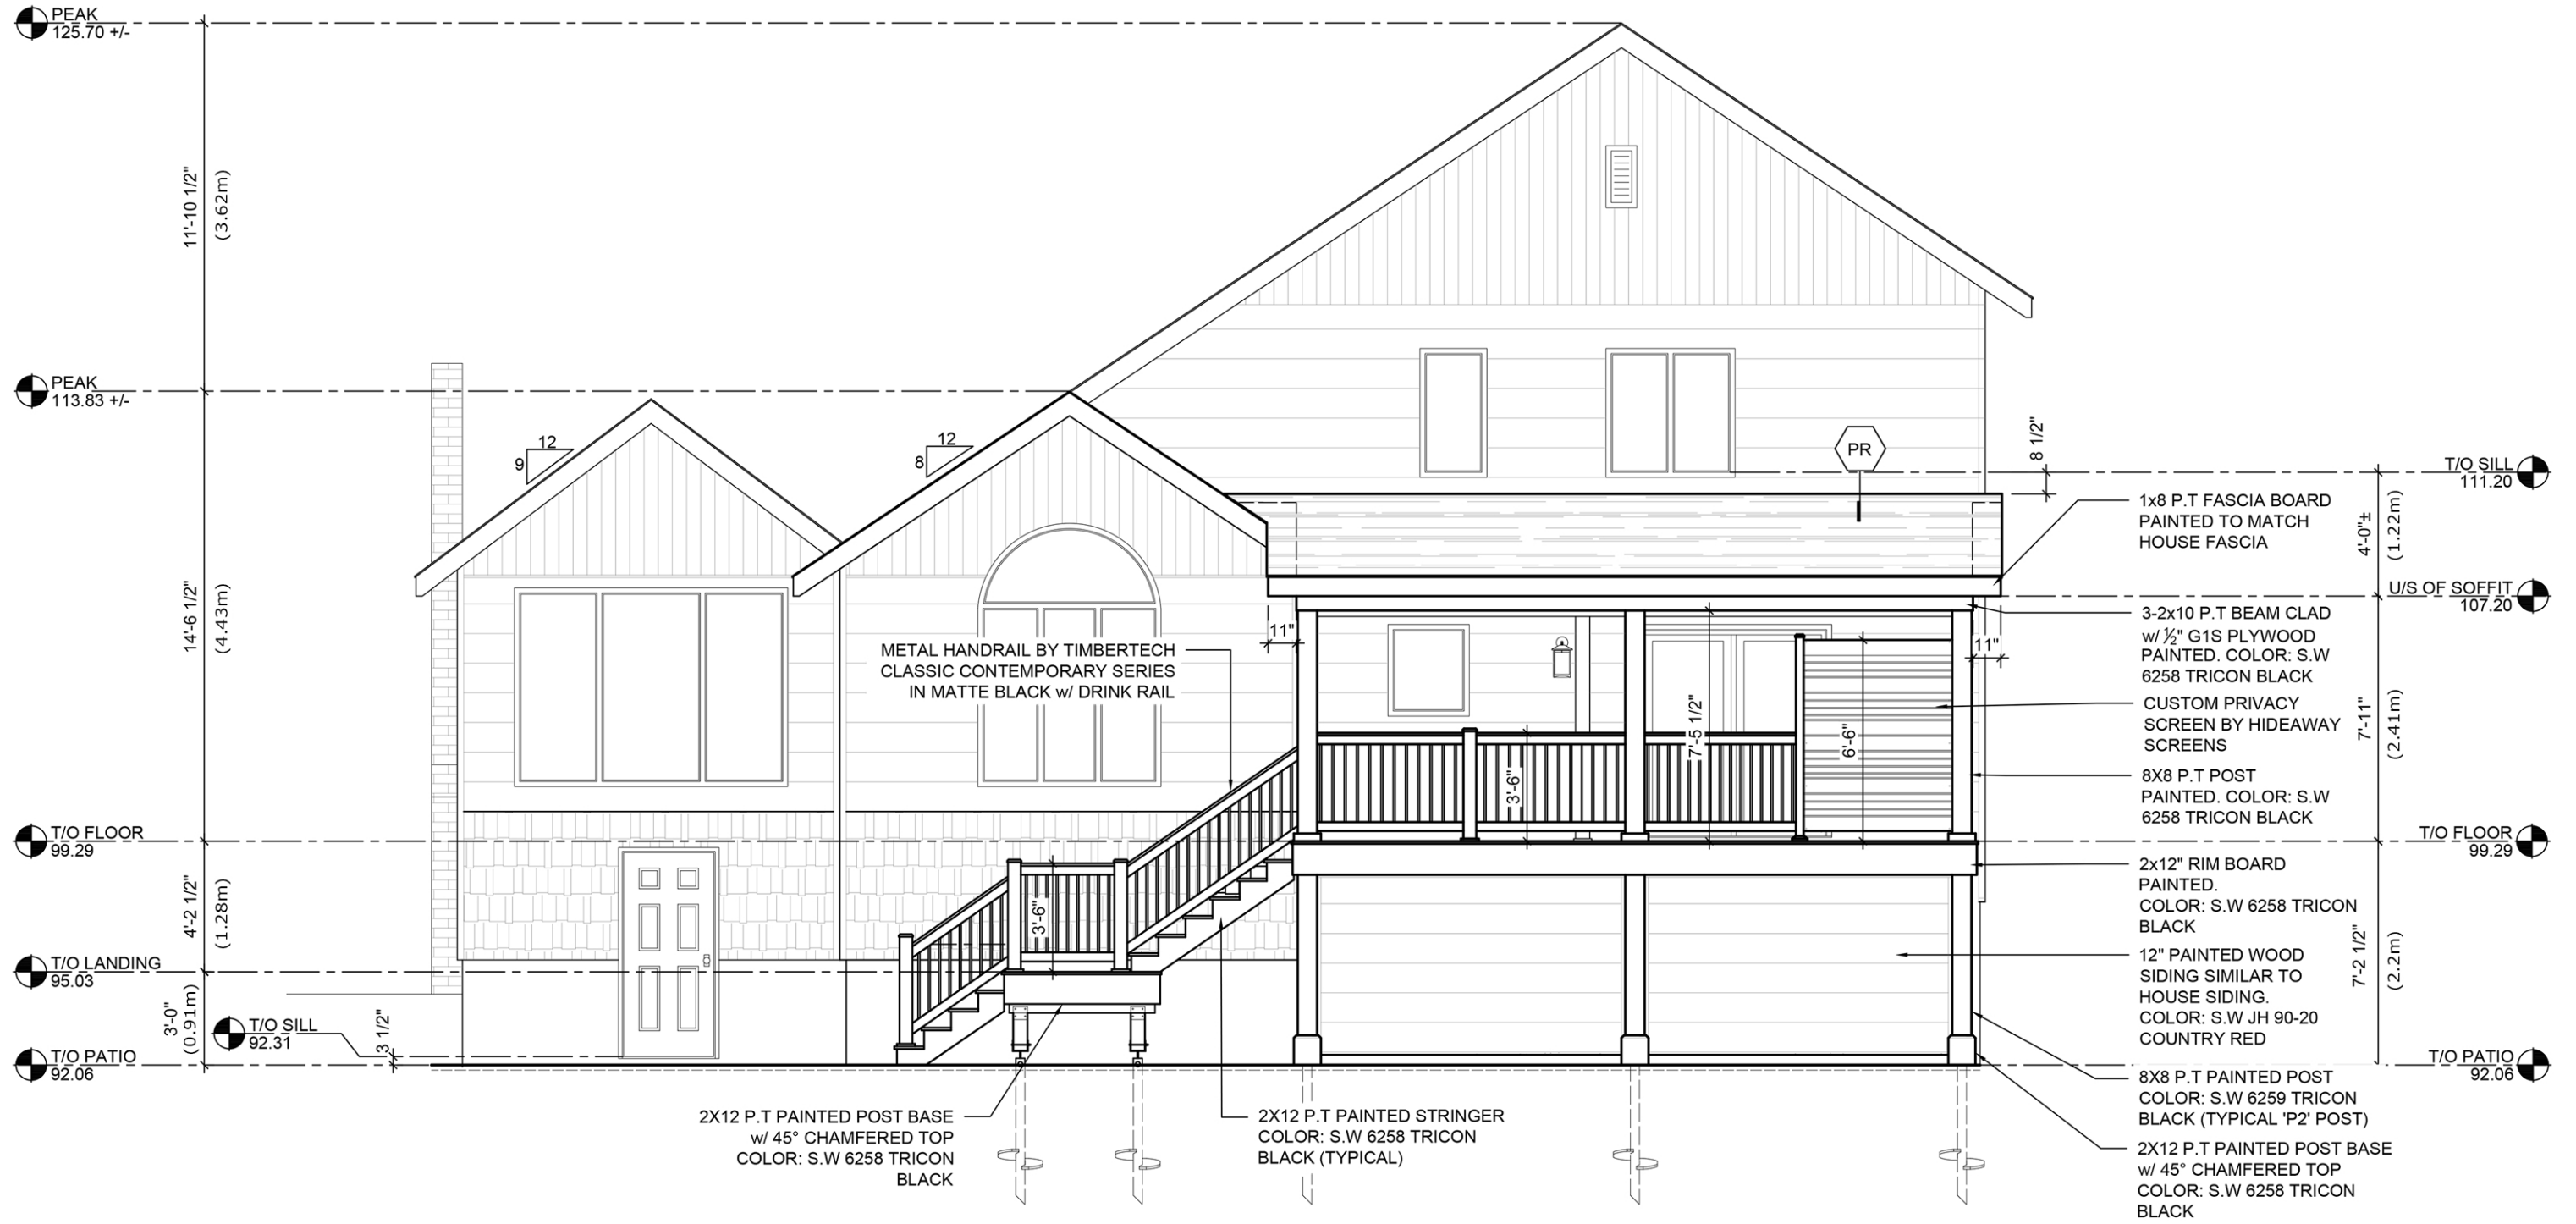 PEAK
125.70 +/-
11'-10 1/2"
(3.62m)
PEAK
113.83 +/-
12
9
12
8
PR
8 1/2"
T/O SILL
111.20
1x8 P.T FASCIA BOARD
PAINTED TO MATCH
HOUSE FASCIA
4'-0"±
(1.22m)
U/S OF SOFFIT
107.20
14'-6 1/2"
(4.43m)
METAL HANDRAIL BY TIMBERTECH
CLASSIC CONTEMPORARY SERIES
IN MATTE BLACK w/ DRINK RAIL
11"
11"
3-2x10 P.T BEAM CLAD
w/ ½" G1S PLYWOOD
PAINTED. COLOR: S.W
6258 TRICON BLACK
CUSTOM PRIVACY
SCREEN BY HIDEAWAY
SCREENS
7'-11"
(2.41m)
3'-6"
7'-5 1/2"
6'-6"
8X8 P.T POST
PAINTED. COLOR: S.W
6258 TRICON BLACK
T/O FLOOR
99.29
T/O FLOOR
99.29
4'-2 1/2"
(1.28m)
3'-6"
2x12" RIM BOARD
PAINTED.
COLOR: S.W 6258 TRICON
BLACK
12" PAINTED WOOD
SIDING SIMILAR TO
HOUSE SIDING.
COLOR: S.W JH 90-20
COUNTRY RED
7'-2 1/2"
(2.2m)
T/O LANDING
95.03
3'-0"
(0.91m)
T/O SILL
92.31
3 1/2"
T/O PATIO
92.06
T/O PATIO
92.06
8X8 P.T PAINTED POST
COLOR: S.W 6259 TRICON
BLACK (TYPICAL 'P2' POST)
2X12 P.T PAINTED POST BASE
w/ 45° CHAMFERED TOP
COLOR: S.W 6258 TRICON
BLACK
2X12 P.T PAINTED STRINGER
COLOR: S.W 6258 TRICON
BLACK (TYPICAL)
2X12 P.T PAINTED POST BASE
w/ 45° CHAMFERED TOP
COLOR: S.W 6258 TRICON
BLACK